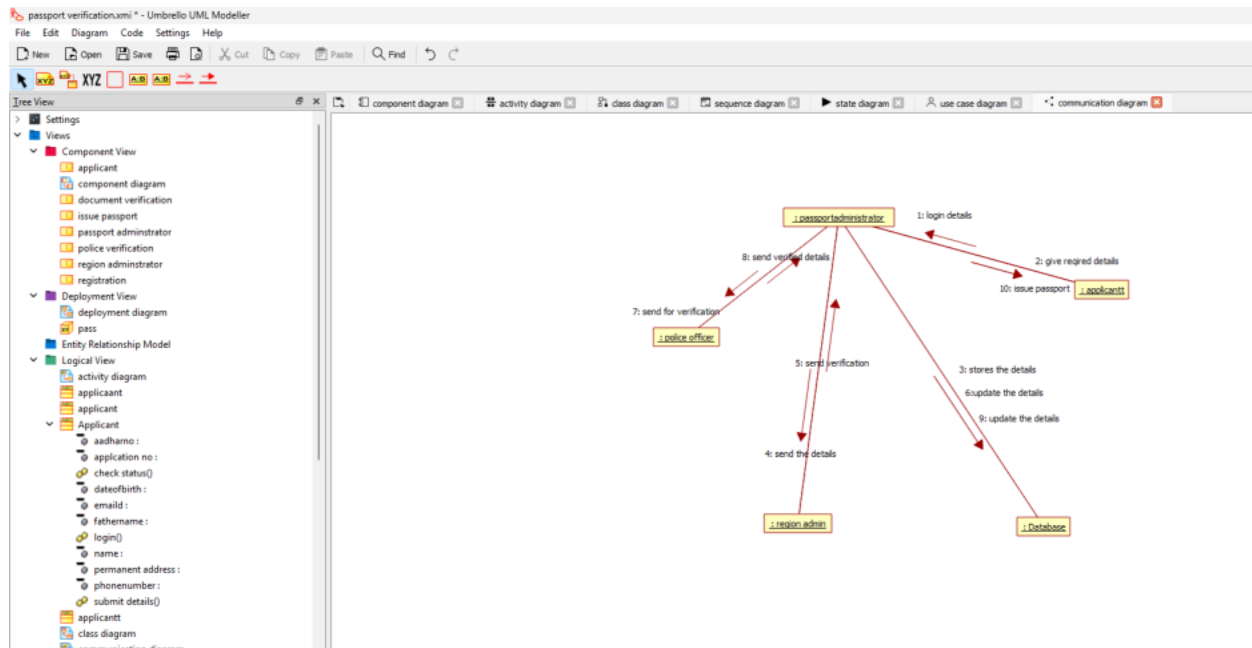 passport verification.xmi * - Umbrello UML Modeller
File Edit Diagram Code Settings Help
New Open Save Cut Copy Paste Find
XYZ XYZ A:B A:B
Tree View
component diagram activity diagram class diagram sequence diagram state diagram use case diagram communication diagram
Settings
Views
Component View
applicant
component diagram
document verification
issue passport
passport adminstrator
police verification
region adminstrator
registration
Deployment View
deployment diagram
pass
Entity Relationship Model
Logical View
activity diagram
applicaant
applicant
Applicant
aadharno :
applcation no :
check status()
dateofbirth :
emaild :
fathername :
login()
name :
permanent address :
phonenumber :
submit details()
applicantt
class diagram
communication diagram
: passportadministrator
1: login details
8: send verified details
2: give reqired details
10: issue passport
: applicantt
7: send for verification
: police officer
5: send verification
3: stores the details
6:update the details
9: update the details
4: send the details
: region admin
: Database